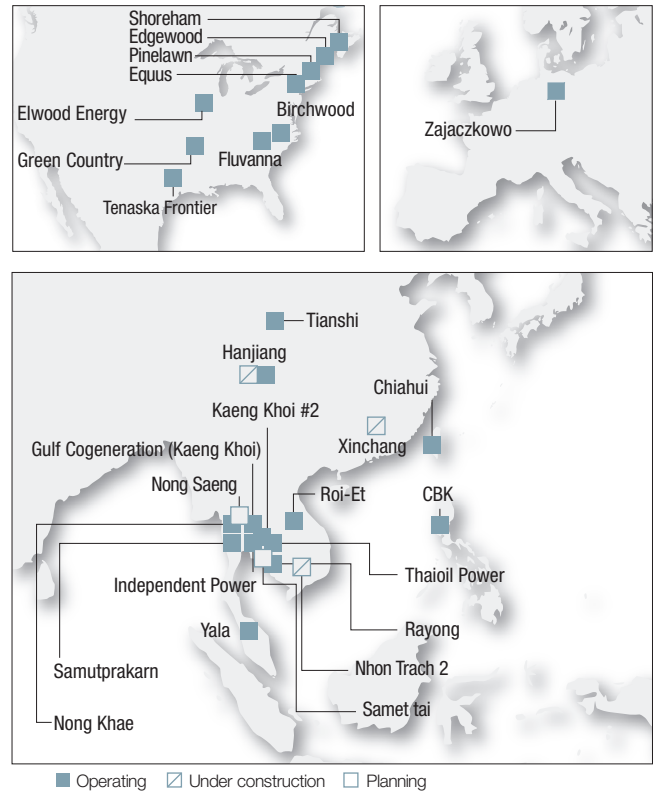 Shoreham
Edgewood
Pinelawn
Equus
Elwood Energy
Birchwood
Green Country
Fluvanna
Tenaska Frontier
Zajaczkowo
Tianshi
Hanjiang
Chiahui
Kaeng Khoi #2
Xinchang
Gulf Cogeneration (Kaeng Khoi)
Nong Saeng
Roi-Et
CBK
Independent Power
Thaioil Power
Yala
Rayong
Samutprakarn
Nhon Trach 2
Samet tai
Nong Khae
Operating
Under construction
Planning